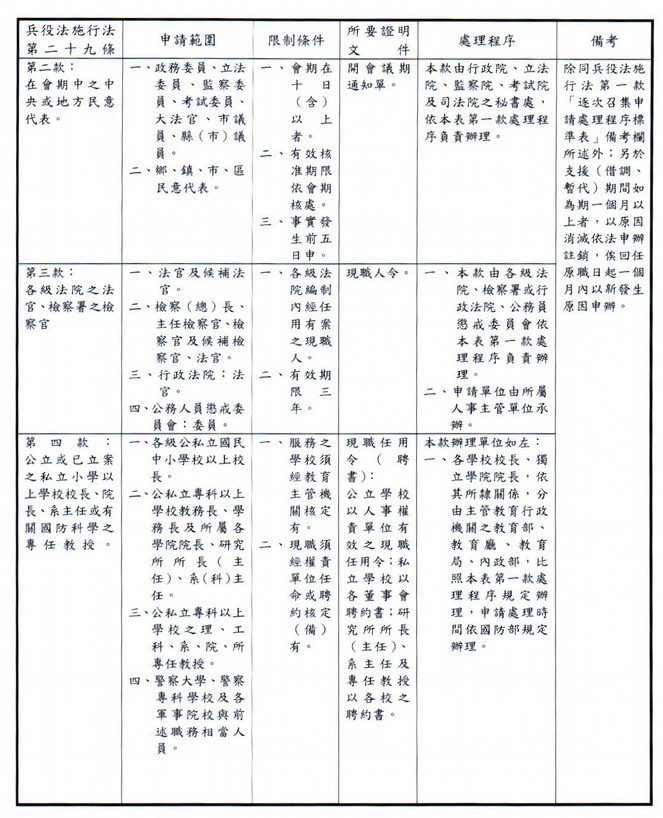 兵役法施行法
第二十九條
申請範圍
限制條件
所要證明
文件
處理程序
備考
第二款：
在會期中之中
央或地方民意
代表。
一、政務委員、立法
委員、監察委
員、考試委員、
大法官、市議
員、縣（市）議
員。
二、鄉、鎮、市、區
民意代表。
一、會期在
十日
（含）
以上
者。
二、有效核
准期限
依會期
核處。
三、事實發
生前五
日申。
開會議期
通知單。
本款由行政院、立法
院、監察院、考試院
及司法院之秘書處，
依本表第一款處理程
序負責辦理。
除同兵役法施
行法第一款
「逐次召集申
請處理程序標
準表」備考欄
所述外；另於
支援（借調、
暫代）期間如
為期一個月以
上者，以原因
消滅依法申辦
註銷，俟回任
原職日起一個
月內以新發生
原因申辦。
第三款：
各級法院之法
官、檢察署之檢
察官
一、法官及候補法
官。
二、檢察（總）長、
主任檢察官、檢
察官及候補檢
察官、法官。
三、行政法院：法
官。
四、公務人員懲戒委
員會：委員。
一、各級法
院編制
內經任
用有案
之現職
人。
二、有效期
限三
年。
現職人令。
一、本款由各級法
院、檢察署或行
政法院、公務員
懲戒委員會依
本表第一款處
理程序負責辦
理。
二、申請單位由所屬
人事主管單位承
辦。
第四款：
公立或已立案
之私立小學以
上學校校長、院
長、系主任或有
關國防科學之
專任教授。
一、各級公私立國民
中小學校以上校
長。
二、公私立專科以上
學校教務長、學
務長及所屬各
學院院長、研究
所所長（主
任）、系(科)主
任。
三、公私立專科以上
學校之理、工
科、系、院、所
專任教授。
四、警察大學、警察
專科學校及各
軍事院校與前
述職務相當人
員。
一、服務之
學校須
經教育
主管機
關核定
有。
二、現職須
經權責
單位任
命或聘
約核定
（備）
有。
現職任用
令（聘
書)：
公立學校
以人事權
責單位有
效之現職
任用令；私
立學校以
各董事會
聘約書；研
究所所長
(主任)、
系主任及
專任教授
以各校之
聘約書。
本款辦理單位如左：
一、各學校校長、獨
立學院院長，依
其所隸關係，分
由主管教育行政
機關之教育部、
教育廳、教育
局、內政部，比
照本表第一款處
理程序規定辦
理，申請處理時
間依國防部規定
辦理。